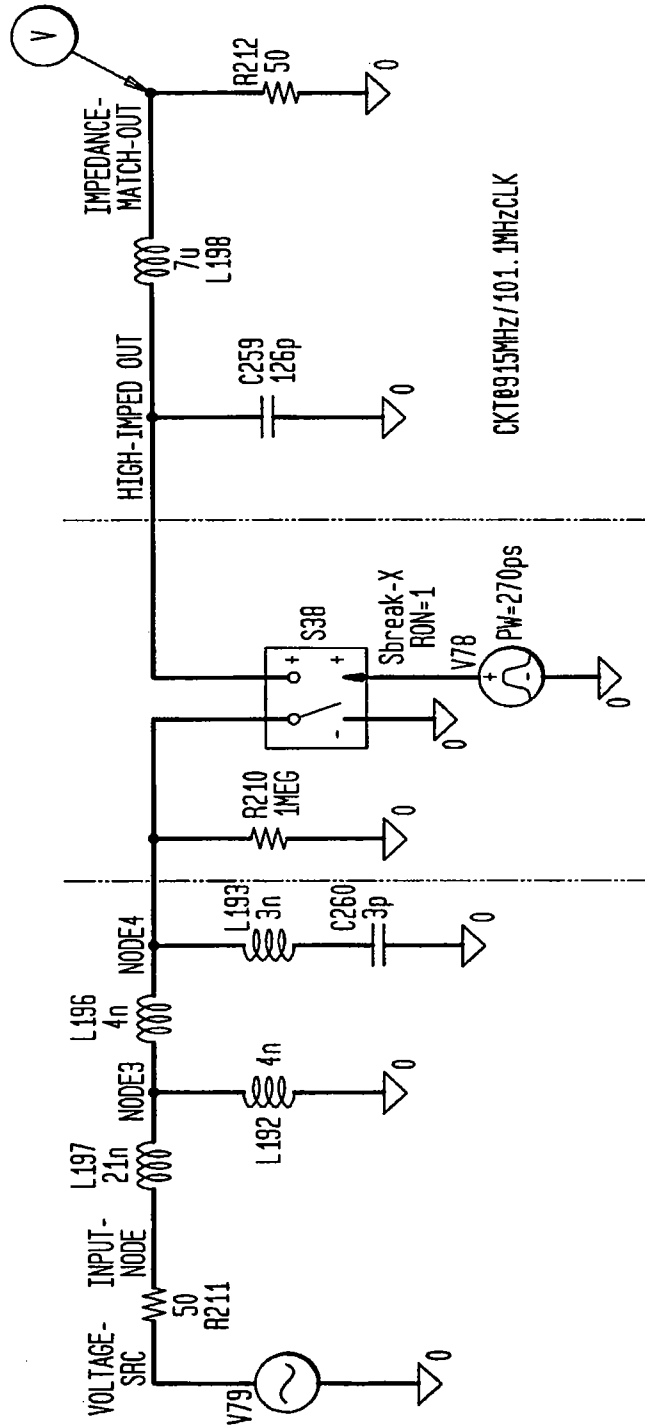 VOLTAGE-
SRC
V79
0
50
R211
INPUT-
NODE
L197
21n
NODE3
L192
4n
0
L196
4n
NODE4
L193
3n
C260
3p
0
R210
1MEG
0
S38
+
+
-
0
Sbreak-X
RON=1
V78
+
-
PW=270ps
0
HIGH-IMPED OUT
C259
126p
0
7u
L198
IMPEDANCE-
MATCH-OUT
V
R212
50
0
CKT@915MHz/101.1MHzCLK